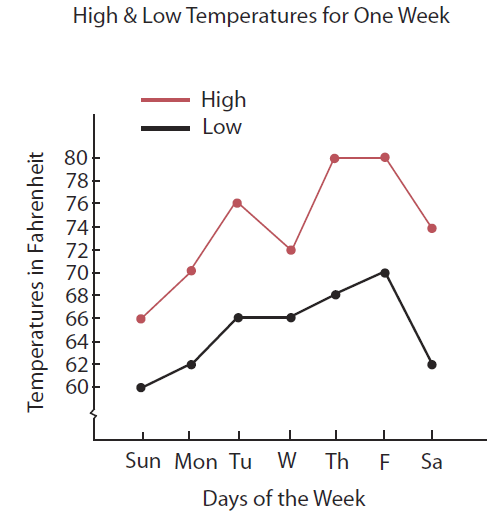 High & Low Temperatures for One Week
High
Low
Temperatures in Fahrenheit
80
78
76
74
72
70
68
66
64
62
60
Sun Mon Tu W Th F Sa
Days of the Week